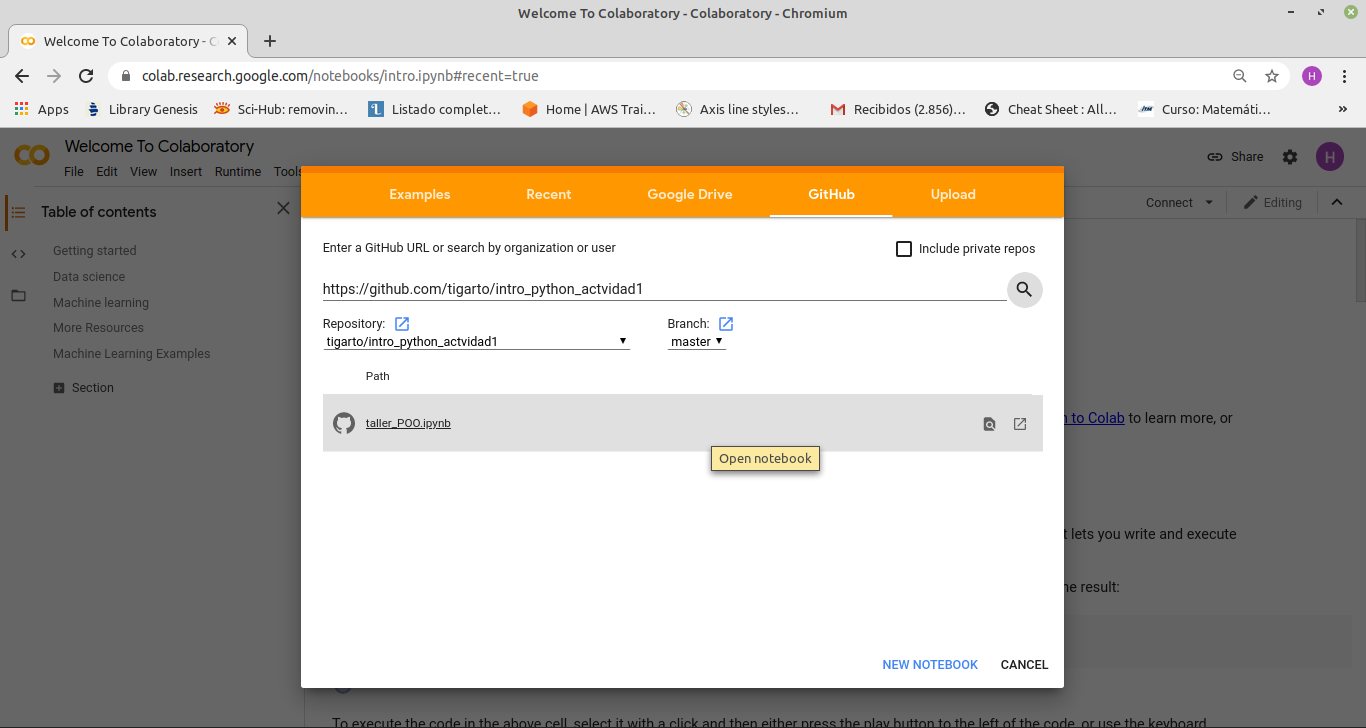 Welcome To Colaboratory - Colaboratory - Chromium
Welcome To Colaboratory - C
colab.research.google.com/notebooks/intro.ipynb#recent=true
H
Apps
Library Genesis
Sci-Hub: removin…
Listado complet…
Home | AWS Trai…
Axis line styles…
Recibidos (2.856)…
Cheat Sheet : All…
Curso: Matemáti…
»
Welcome To Colaboratory
File Edit View Insert Runtime Tools
Share
H
Examples Recent Google Drive GitHub Upload
Table of contents
Connect
Editing
Getting started
Data science
Machine learning
More Resources
Machine Learning Examples
Section
Enter a GitHub URL or search by organization or user
Include private repos
https://github.com/tigarto/intro_python_actvidad1
Repository:
Branch:
tigarto/intro_python_actvidad1
master
Path
taller_POO.ipynb
Open notebook
to Colab to learn more, or
lets you write and execute
result:
NEW NOTEBOOK
CANCEL
To execute the code in the above cell, select it with a click and then either press the play button to the left of the code, or use the keyboard